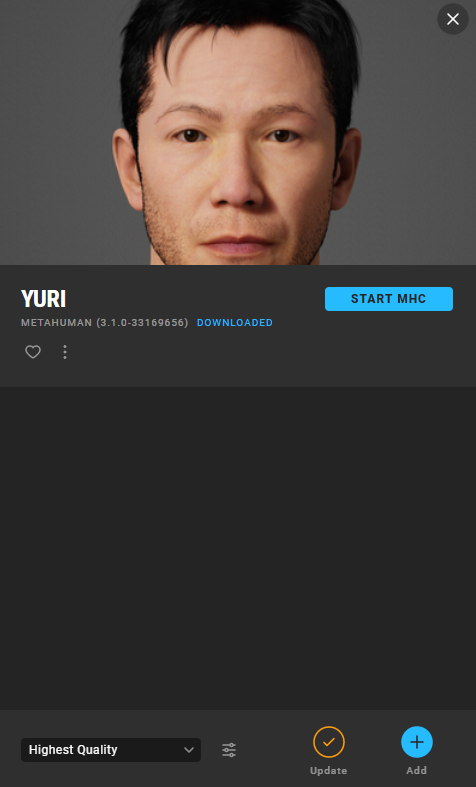 YURI
START MHC
METAHUMAN (3.1.0-33169656) DOWNLOADED
Highest Quality
Update
Add